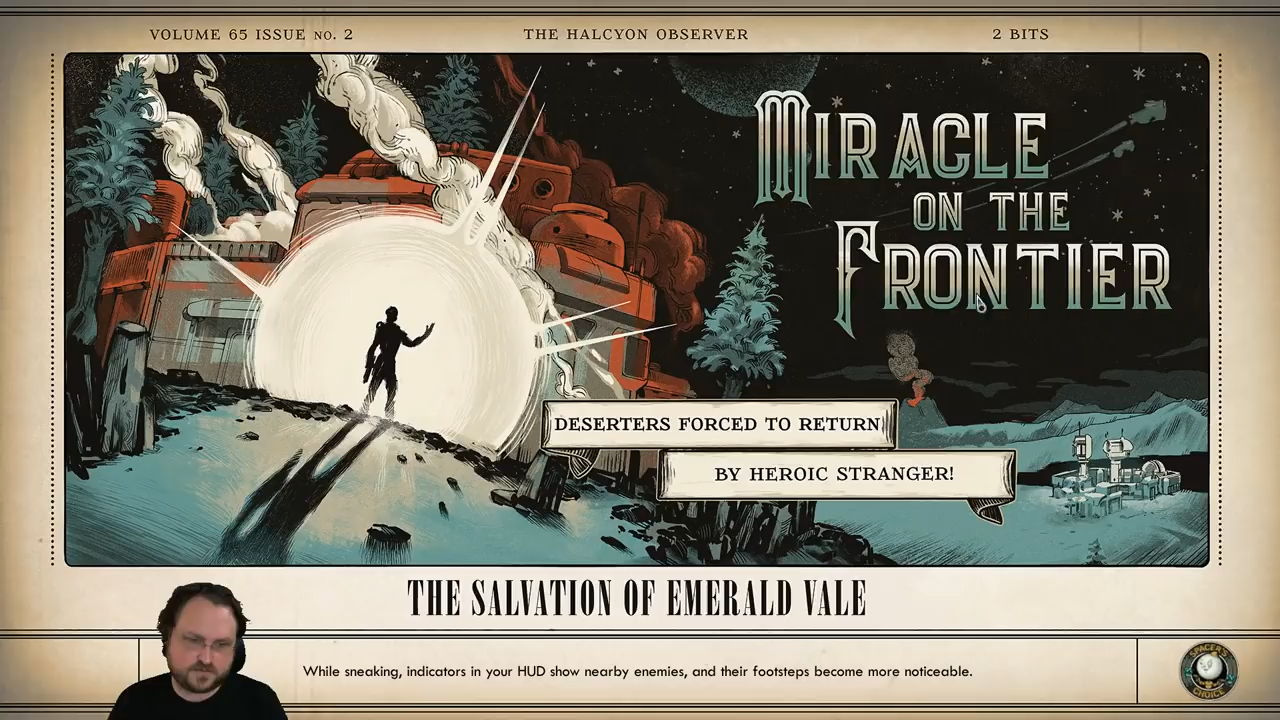 VOLUME 65 ISSUE NO. 2
THE HALCYON OBSERVER
2 BITS
MIRACLE
ON THE
FRONTIER
DESERTERS FORCED TO RETURN
BY HEROIC STRANGER!
THE SALVATION OF EMERALD VALE
While sneaking, indicators in your HUD show nearby enemies, and their footsteps become more noticeable.
SPACER'S
CHOICE